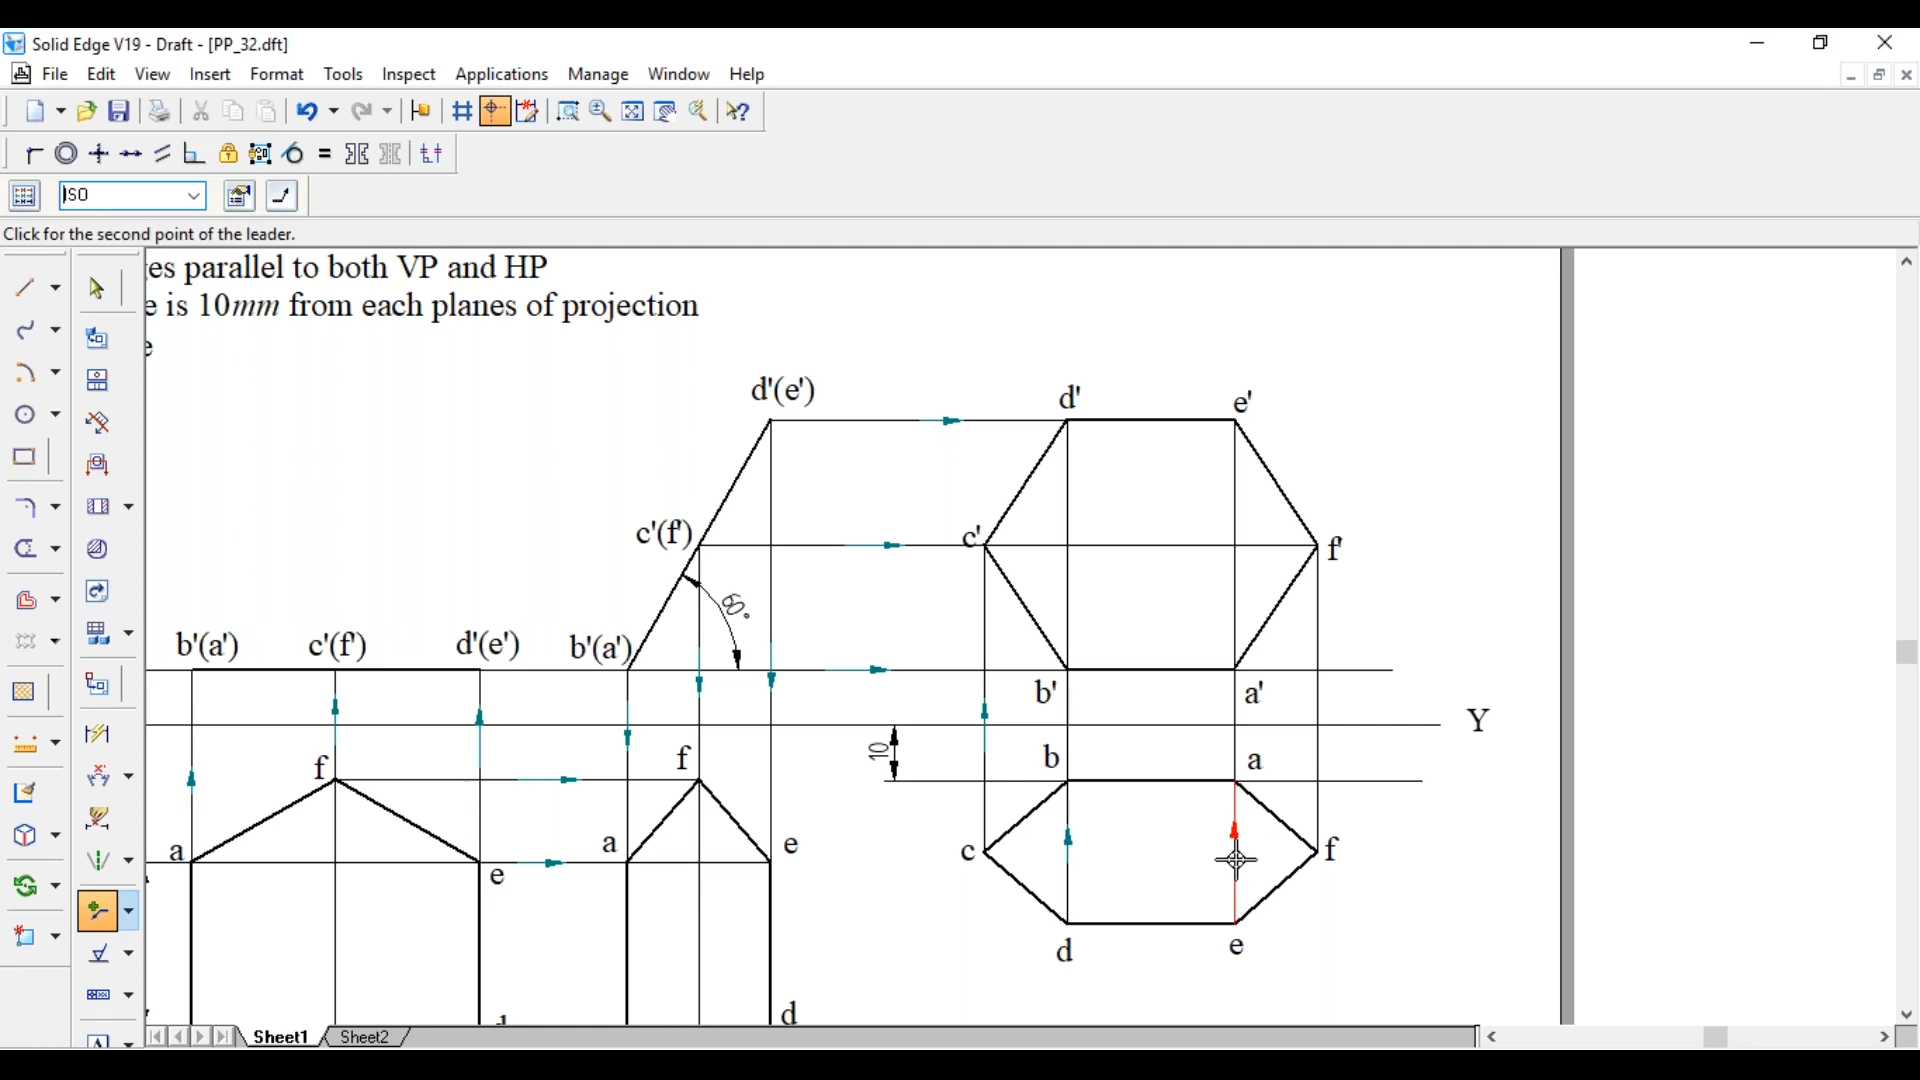 Solid Edge V19 - Draft - [PP_32.dft]
File Edit View Insert Format Tools Inspect Applications Manage Window Help
ISO
Click for the second point of the leader.
es parallel to both VP and HP
e is 10mm from each planes of projection
e
d'(e') d' e'
c'(f') c' f'
60°
b'(a') c'(f') d'(e') b'(a')
b' a'
Y
10
f f b a
a e a e c f
d e
d
Sheet1 Sheet2